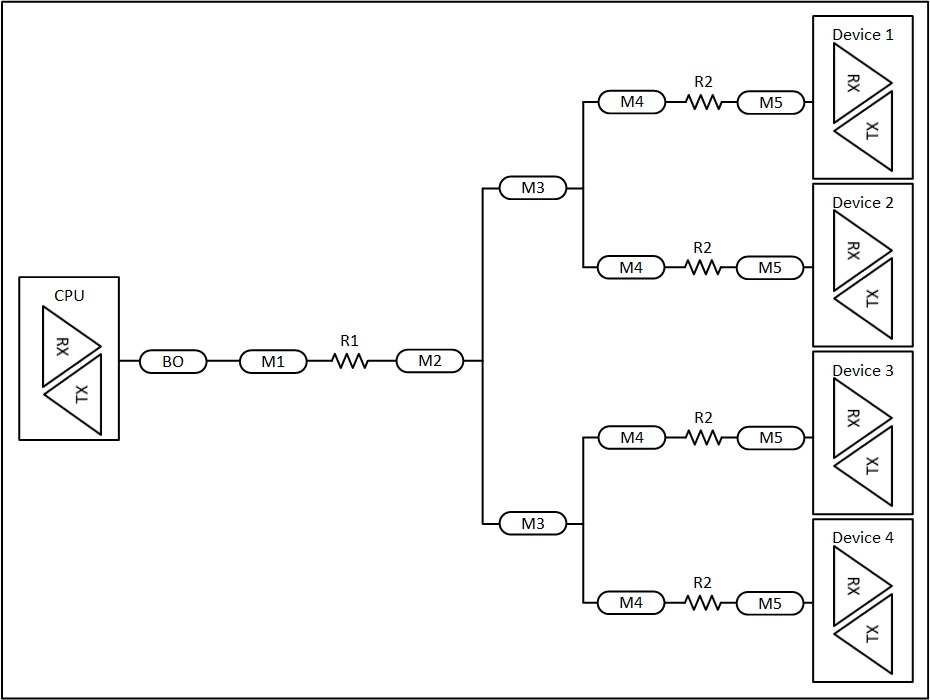 Device 1
RX
TX
M4
R2
M5
Device 2
RX
TX
M3
M4
R2
M5
CPU
RX
TX
BO
M1
R1
M2
Device 3
RX
TX
M4
R2
M5
M3
Device 4
RX
TX
M4
R2
M5